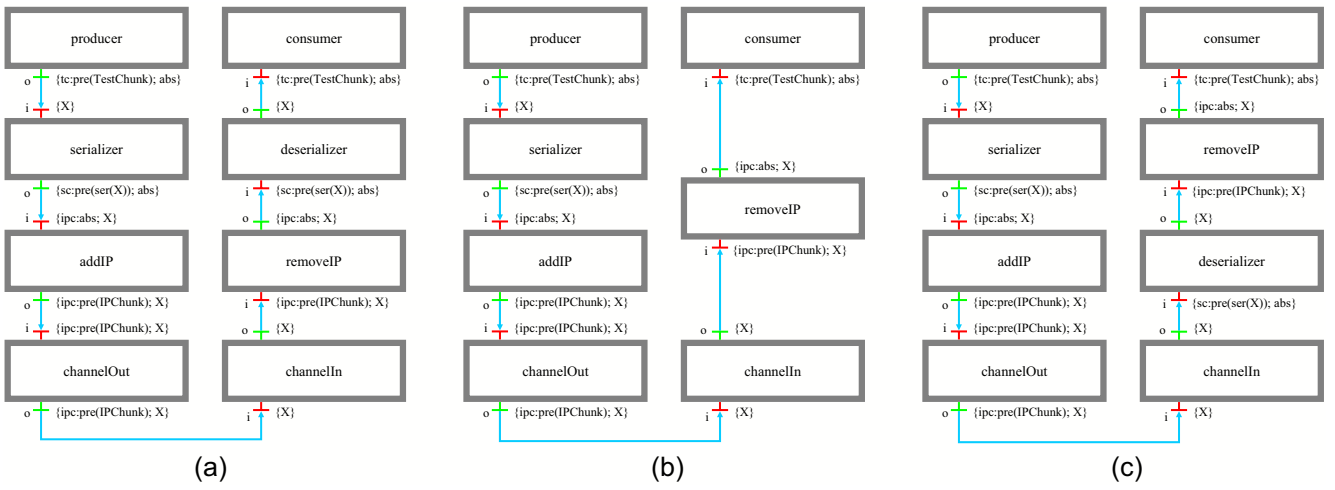 producer
o {tc:pre(TestChunk); abs}
i {X}
serializer
o {sc:pre(ser(X)); abs}
i {ipc:abs; X}
addIP
o {ipc:pre(IPChunk); X}
i {ipc:pre(IPChunk); X}
channelOut
o {ipc:pre(IPChunk); X}
consumer
i {tc:pre(TestChunk); abs}
o {X}
deserializer
i {sc:pre(ser(X)); abs}
o {ipc:abs; X}
removeIP
i {ipc:pre(IPChunk); X}
o {X}
channelIn
i {X}
(a)
producer
o {tc:pre(TestChunk); abs}
i {X}
serializer
o {sc:pre(ser(X)); abs}
i {ipc:abs; X}
addIP
o {ipc:pre(IPChunk); X}
i {ipc:pre(IPChunk); X}
channelOut
o {ipc:pre(IPChunk); X}
consumer
i {tc:pre(TestChunk); abs}
o {ipc:abs; X}
removeIP
i {ipc:pre(IPChunk); X}
o {X}
channelIn
i {X}
(b)
producer
o {tc:pre(TestChunk); abs}
i {X}
serializer
o {sc:pre(ser(X)); abs}
i {ipc:abs; X}
addIP
o {ipc:pre(IPChunk); X}
i {ipc:pre(IPChunk); X}
channelOut
o {ipc:pre(IPChunk); X}
consumer
i {tc:pre(TestChunk); abs}
o {ipc:abs; X}
removeIP
i {ipc:pre(IPChunk); X}
o {X}
deserializer
i {sc:pre(ser(X)); abs}
o {X}
channelIn
i {X}
(c)